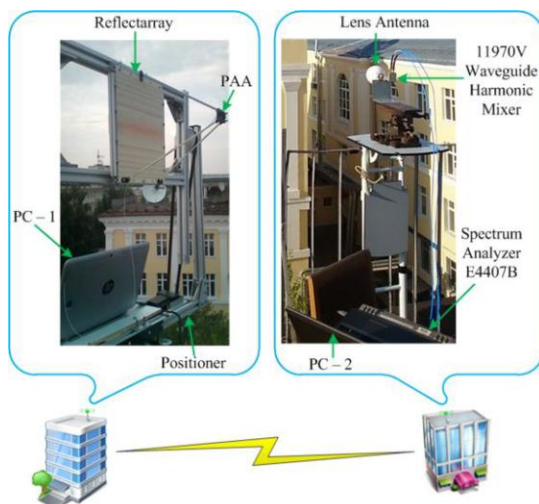 Reflectarray
PAA
PC – 1
Positioner
Lens Antenna
11970V
Waveguide
Harmonic
Mixer
Spectrum
Analyzer
E4407B
PC – 2